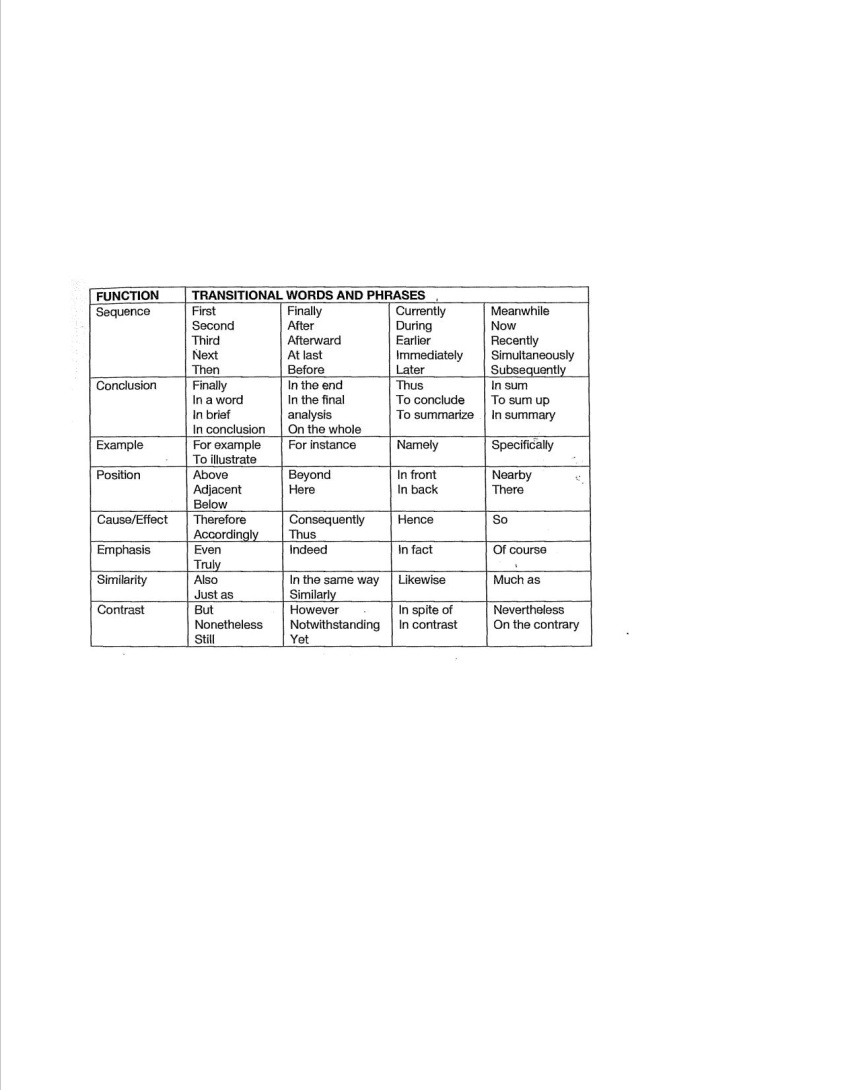 FUNCTION TRANSITIONAL WORDS AND PHRASES
Sequence First Finally Currently Meanwhile
Second After During Now
Third Afterward Earlier Recently
Next At last Immediately Simultaneously
Then Before Later Subsequently
Conclusion Finally In the end Thus In sum
In a word In the final To conclude To sum up
In brief analysis To summarize In summary
In conclusion On the whole
Example For example For instance Namely Specifically
To illustrate
Position Above Beyond In front Nearby
Adjacent Here In back There
Below
Cause/Effect Therefore Consequently Hence So
Accordingly Thus
Emphasis Even Indeed In fact Of course
Truly
Similarity Also In the same way Likewise Much as
Just as Similarly
Contrast But However In spite of Nevertheless
Nonetheless Notwithstanding In contrast On the contrary
Still Yet